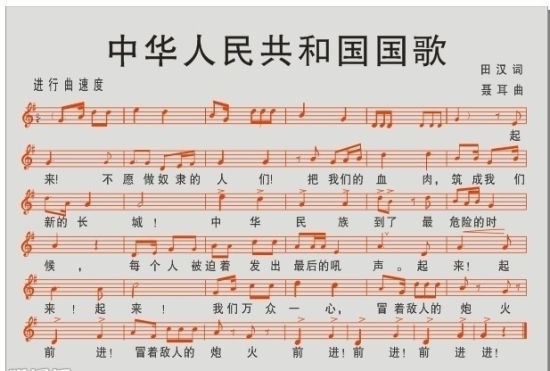 中华人民共和国国歌
田汉词
进行曲速度
聂耳曲
起
来!不愿做奴隶的人们!把我们的血肉,筑成我们
新的长城!中华民族到了最危险的时
候,每个人被迫着发出最后的吼声。起来!起
来!起来!我们万众一心,冒着敌人的炮火
前进!冒着敌人的炮火前进!前进!前进!进!